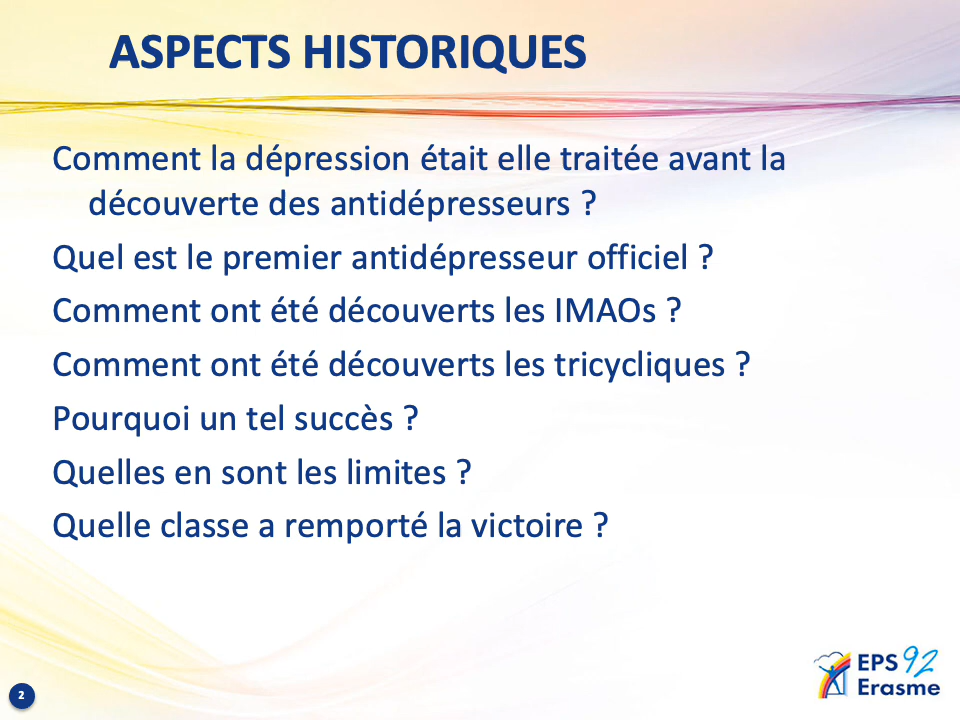 ASPECTS HISTORIQUES
Comment la dépression était elle traitée avant la
découverte des antidépresseurs ?
Quel est le premier antidépresseur officiel ?
Comment ont été découverts les IMAOs ?
Comment ont été découverts les tricycliques ?
Pourquoi un tel succès ?
Quelles en sont les limites ?
Quelle classe a remporté la victoire ?
2
EPS 92
Erasme